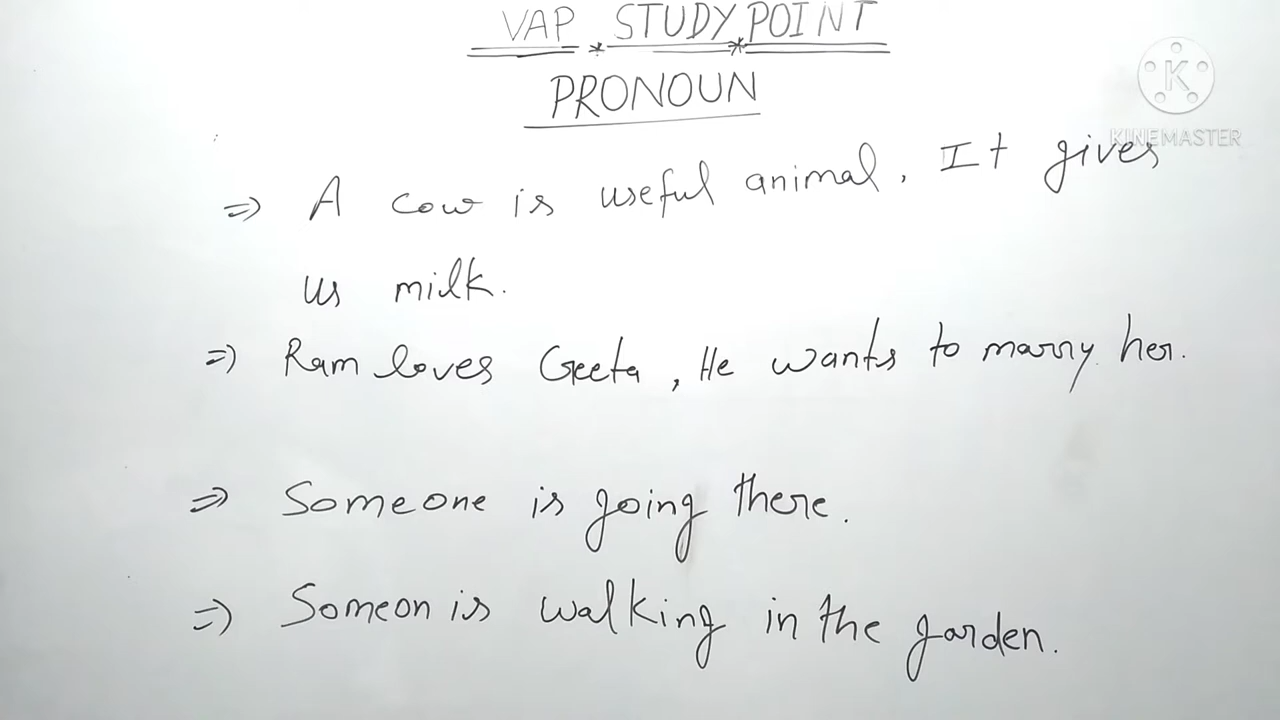 VAP * STUDY * POINT
PRONOUN
KINEMASTER
⇒ A cow is useful animal, It gives
us milk.
⇒ Ram loves Geeta, He wants to marry her.
⇒ Someone is going there.
⇒ Someon is walking in the garden.